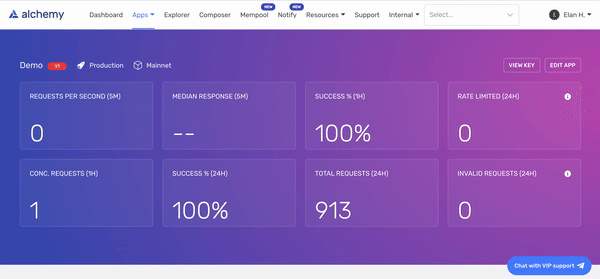 alchemy
Dashboard Apps Explorer Composer Mempool NEW Notify NEW Resources Support Internal Select... E Elan H.
Demo V1 Production Mainnet VIEW KEY EDIT APP
REQUESTS PER SECOND (5M)
0
MEDIAN RESPONSE (5M)
--
SUCCESS % (1H)
100%
RATE LIMITED (24H)
0
CONC. REQUESTS (1H)
1
SUCCESS % (24H)
100%
TOTAL REQUESTS (24H)
913
INVALID REQUESTS (24H)
0
Chat with VIP support